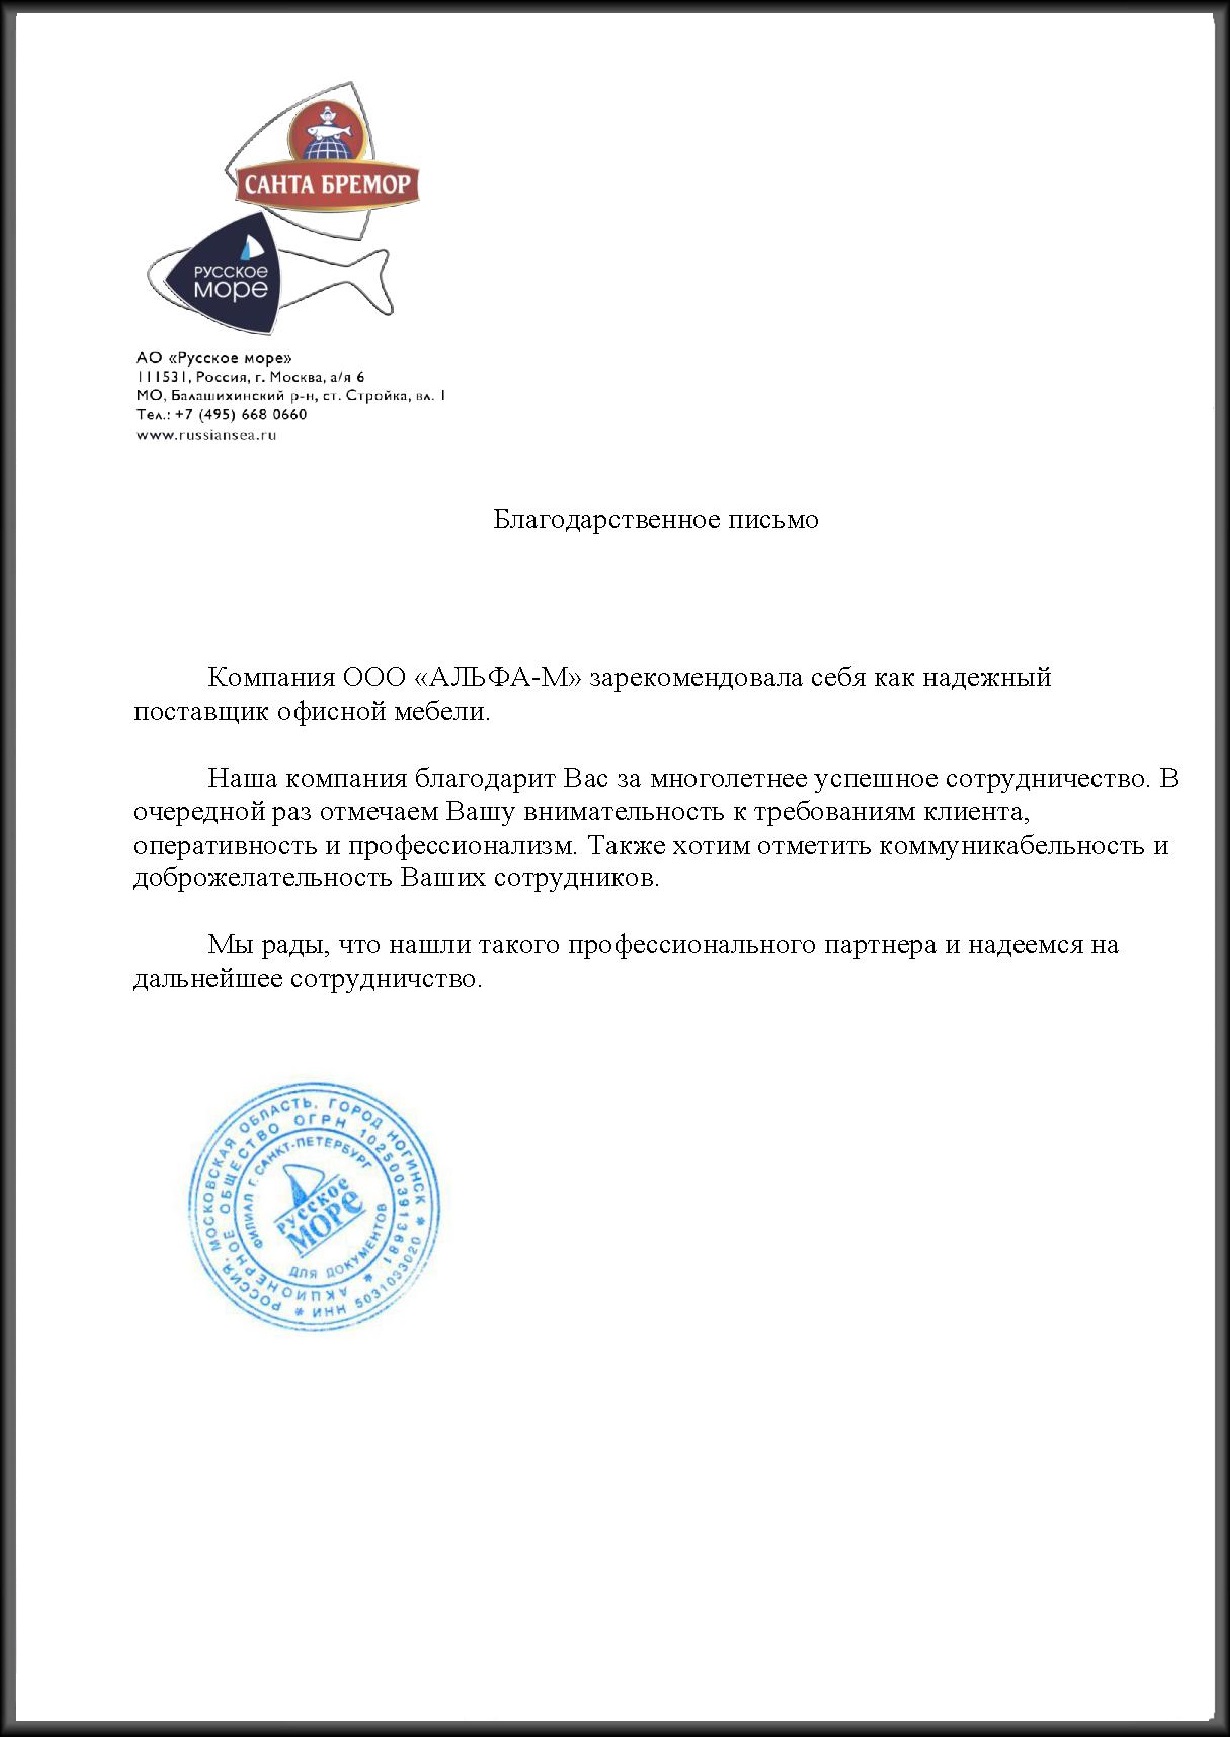 САНТА БРЕМОР
РУССКОЕ
МОРЕ
АО «Русское море»
111531, Россия, г. Москва, а/я 6
МО, Балашихинский р-н, ст. Стройка, вл. 1
Тел.: +7 (495) 668 0660
www.russiansea.ru
Благодарственное письмо
Компания ООО «АЛЬФА-М» зарекомендовала себя как надежный
поставщик офисной мебели.
Наша компания благодарит Вас за многолетнее успешное сотрудничество. В
очередной раз отмечаем Вашу внимательность к требованиям клиента,
оперативность и профессионализм. Также хотим отметить коммуникабельность и
доброжелательность Ваших сотрудников.
Мы рады, что нашли такого профессионального партнера и надеемся на
дальнейшее сотрудничство.
РОССИЯ, МОСКОВСКАЯ ОБЛАСТЬ, ГОРОД НОГИНСК * ИНН 5031033020 *
АКЦИОНЕРНОЕ ОБЩЕСТВО ОГРН 1025003913681 *
ФИЛИАЛ Г. САНКТ-ПЕТЕРБУРГ
РУССКОЕ
МОРЕ
ДЛЯ ДОКУМЕНТОВ